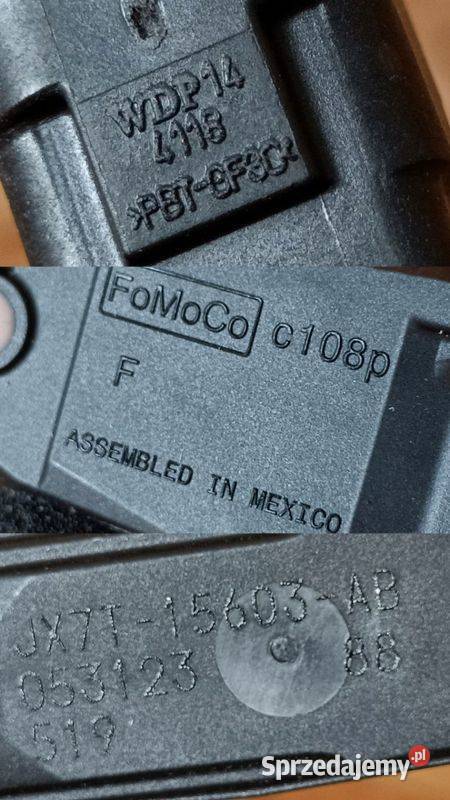 WDP14
4118
>PBT-GF30<
FoMoCo c108p
F
ASSEMBLED IN MEXICO
JX7T-15603-AB
053123 88
519
Sprzedajemy.pl